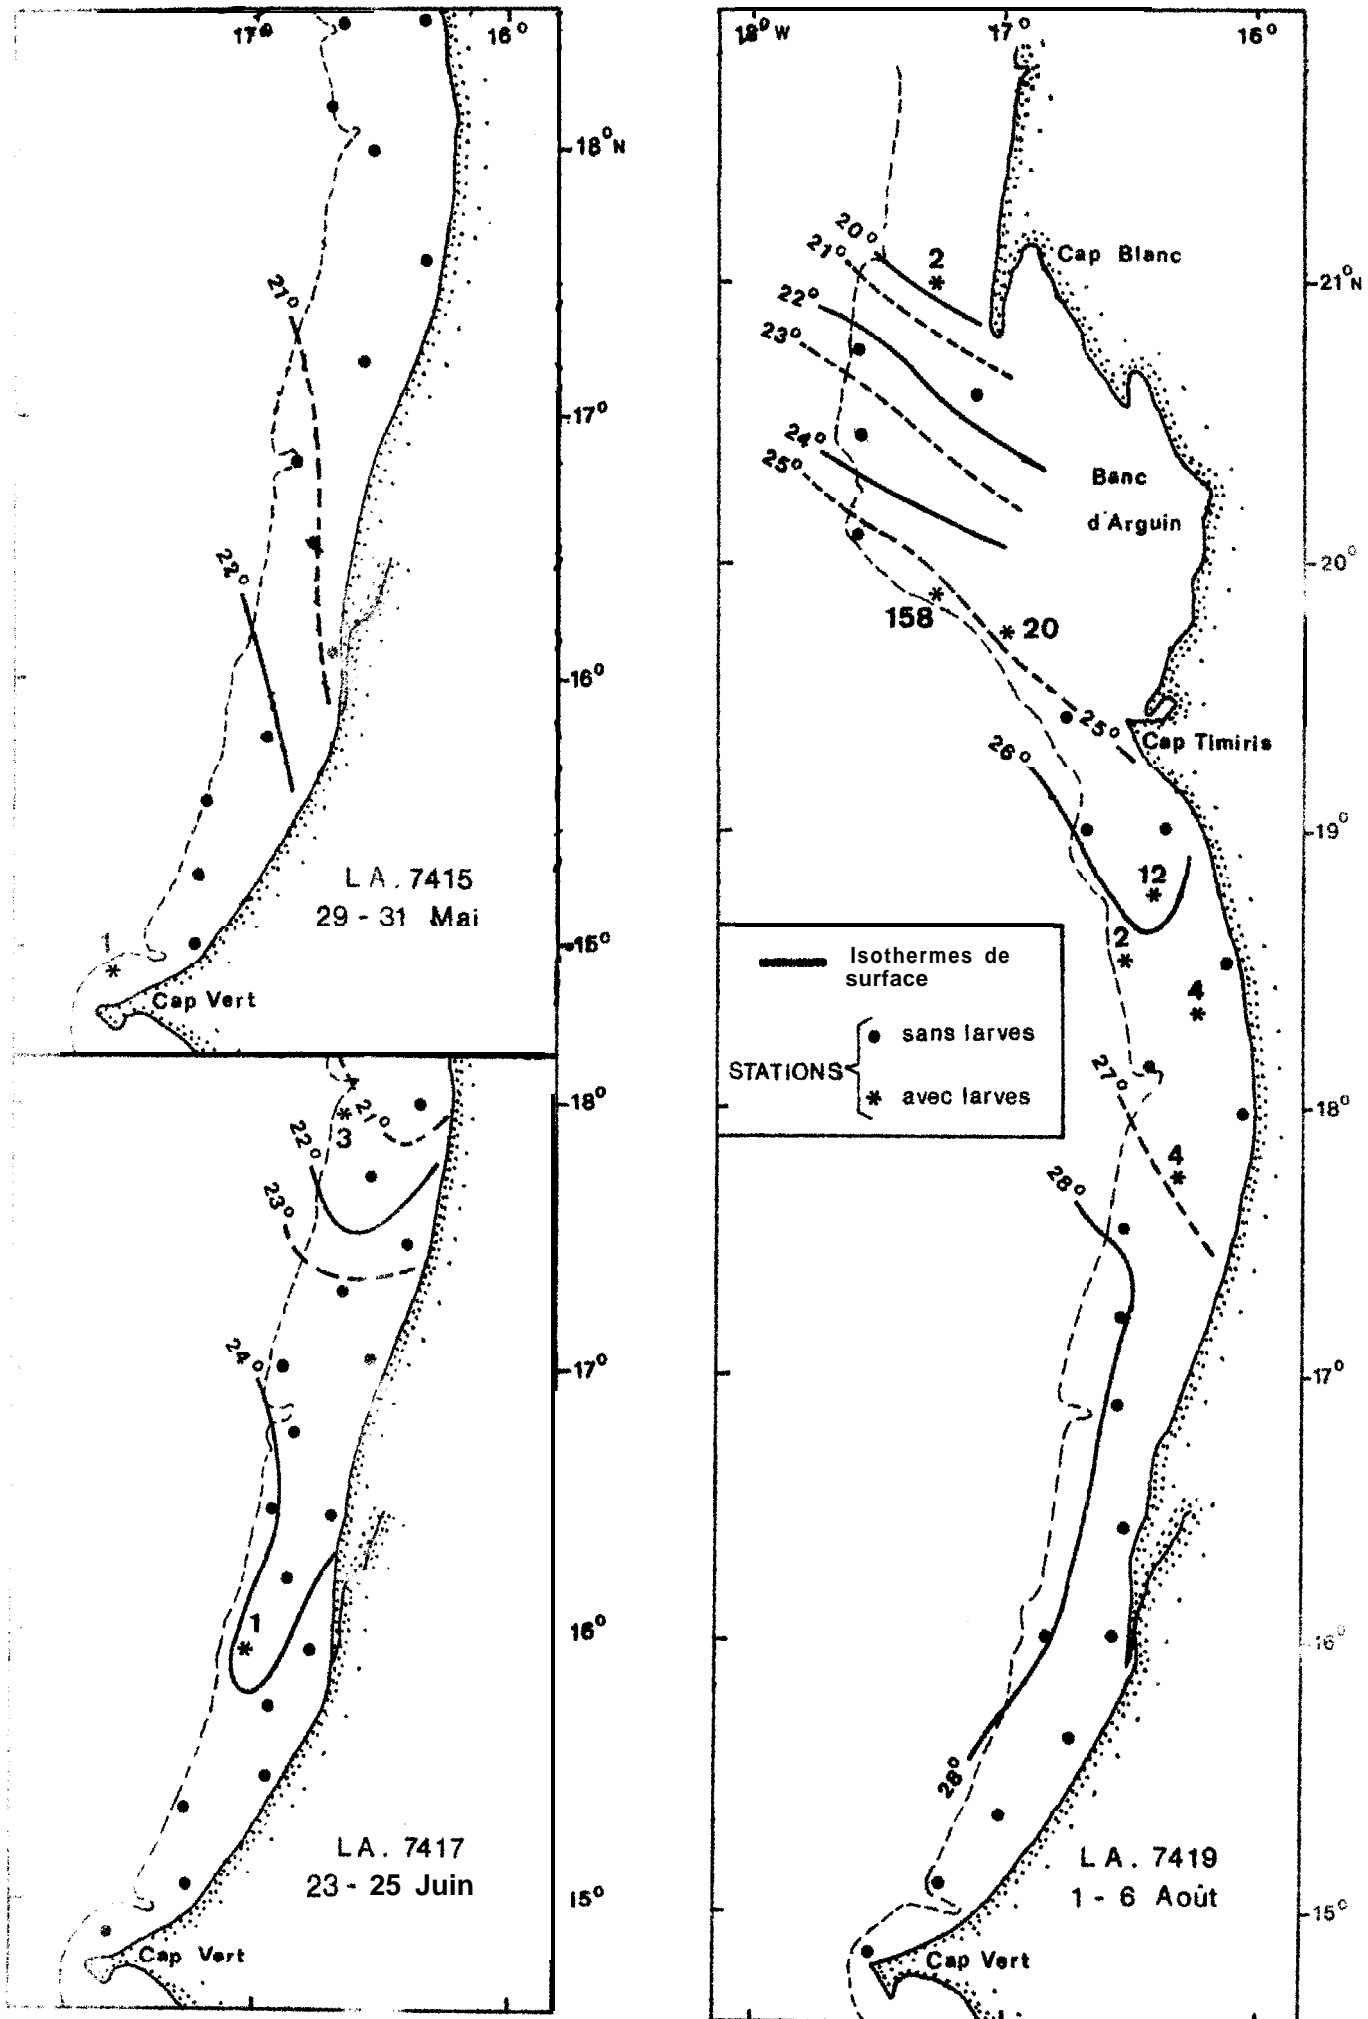 17°
16°
18°N
21°
17°
22°
16°
L A. 7415
29 - 31 Mai
15°
1
Cap Vert
18°
21°
3
22°
23°
24°
17°
1
16°
L A. 7417
23 - 25 Juin
15°
Cap Vert
18°W
17°
16°
20°
Cap Blanc
21°
2
21°N
22°
23°
24°
Banc
25°
d'Arguin
20°
158
20
25°
Cap Timiris
26°
19°
12
2
Isothermes de
surface
4
sans larves
STATIONS
27°
avec larves
18°
4
28°
17°
16°
28°
L A. 7419
1 - 6 Août
15°
Cap Vert